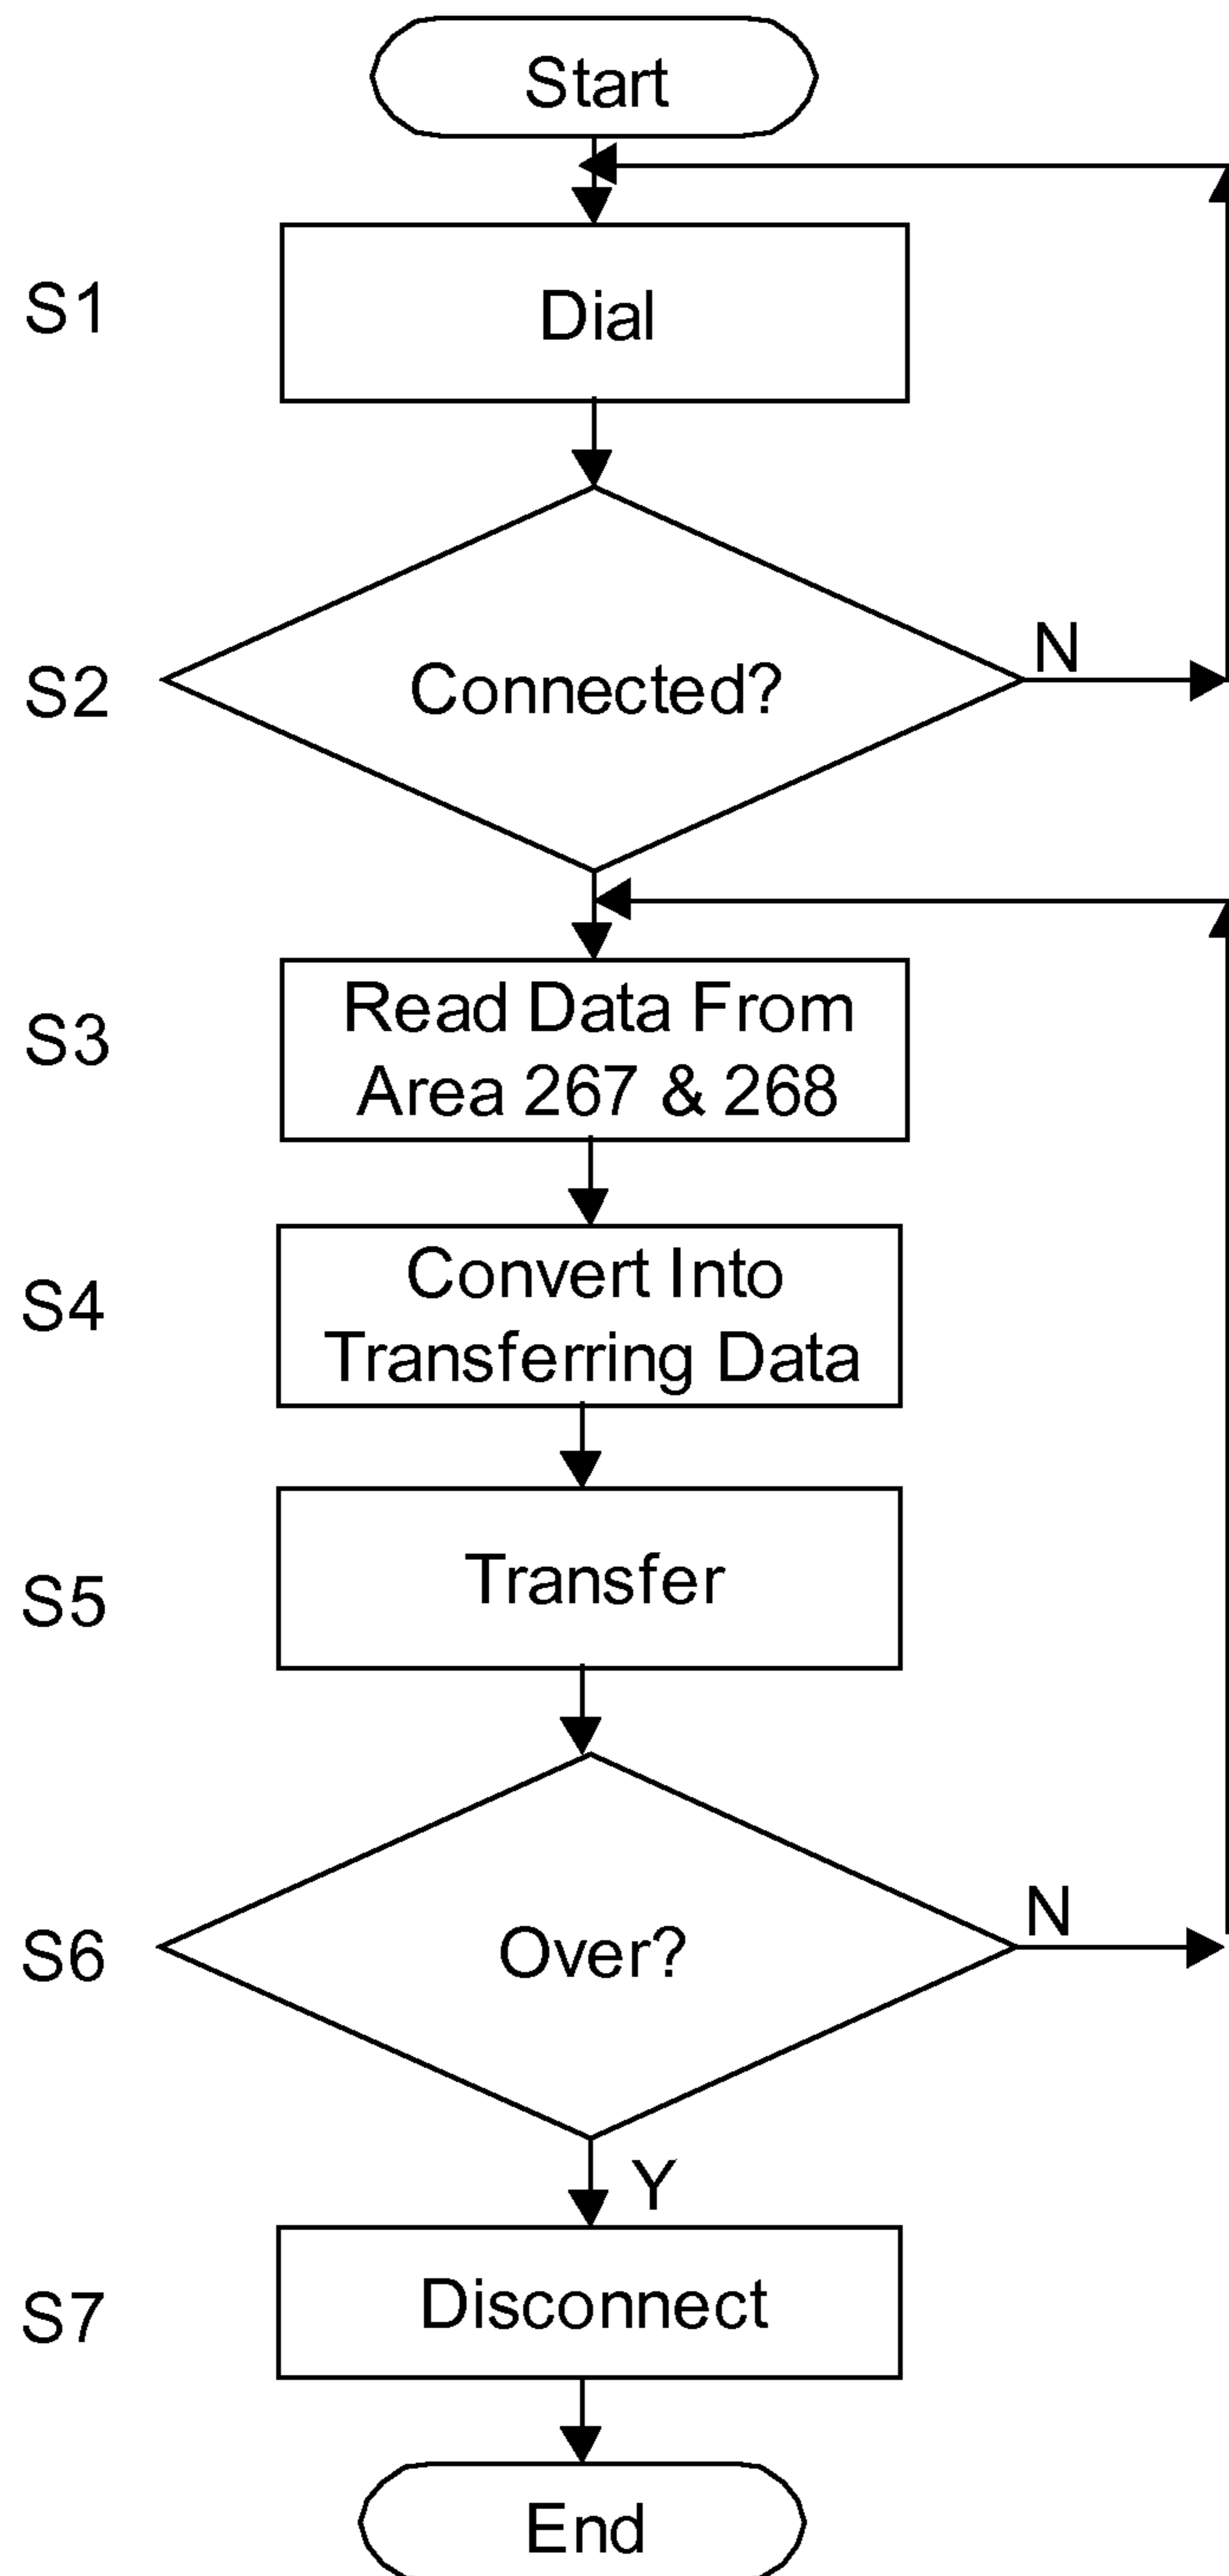 Start
S1
Dial
S2
Connected?
N
S3
Read Data From
Area 267 & 268
S4
Convert Into
Transferring Data
S5
Transfer
S6
Over?
N
Y
S7
Disconnect
End